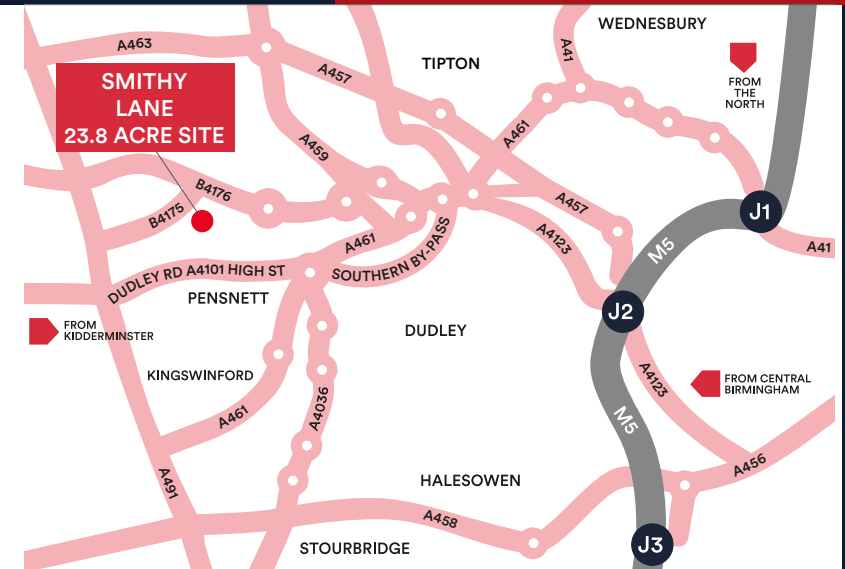 WEDNESBURY
A463
A41
TIPTON
A457
SMITHY
LANE
23.8 ACRE SITE
FROM
THE
NORTH
A461
A459
B4176
B4175
A457
J1
A4123
A461
SOUTHERN BY-PASS
M5
A41
DUDLEY RD A4101 HIGH ST
PENSNETT
J2
FROM
KIDDERMINSTER
DUDLEY
KINGSWINFORD
A4123
FROM CENTRAL
BIRMINGHAM
A461
A4036
M5
A491
A456
HALESOWEN
A458
STOURBRIDGE
J3